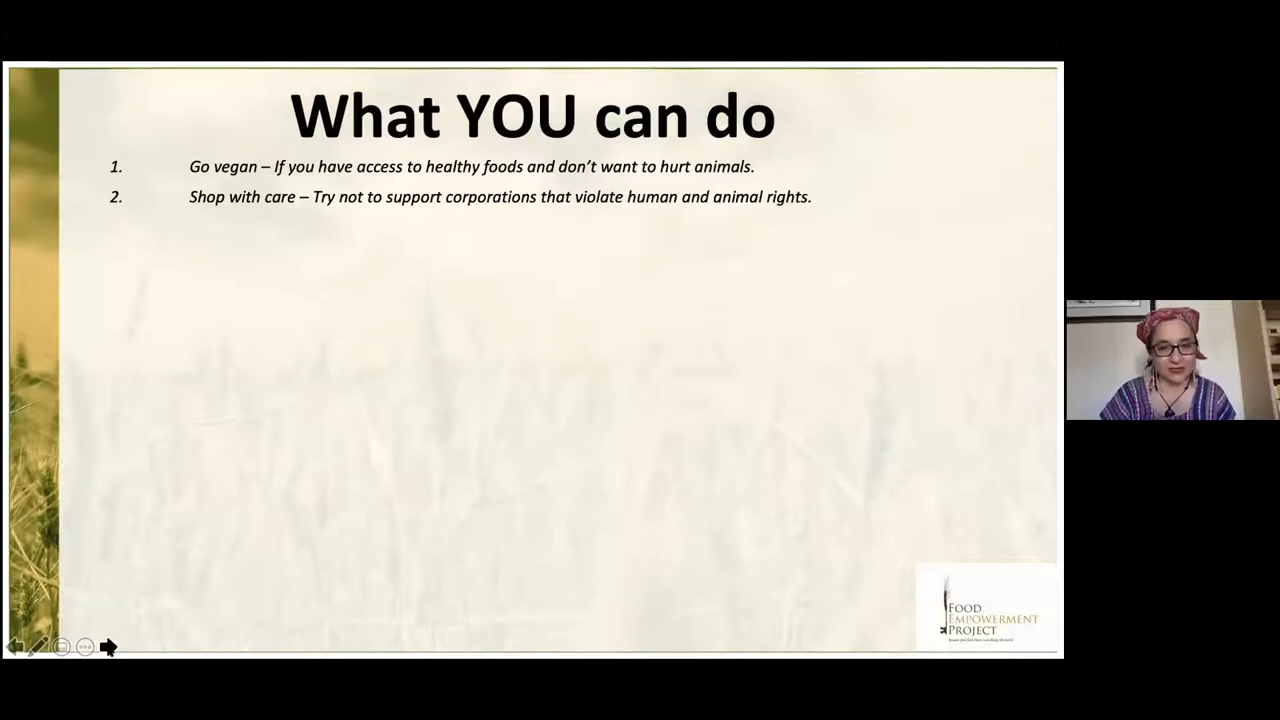 What YOU can do
1. Go vegan – If you have access to healthy foods and don’t want to hurt animals.
2. Shop with care – Try not to support corporations that violate human and animal rights.
FOOD
EMPOWERMENT
PROJECT